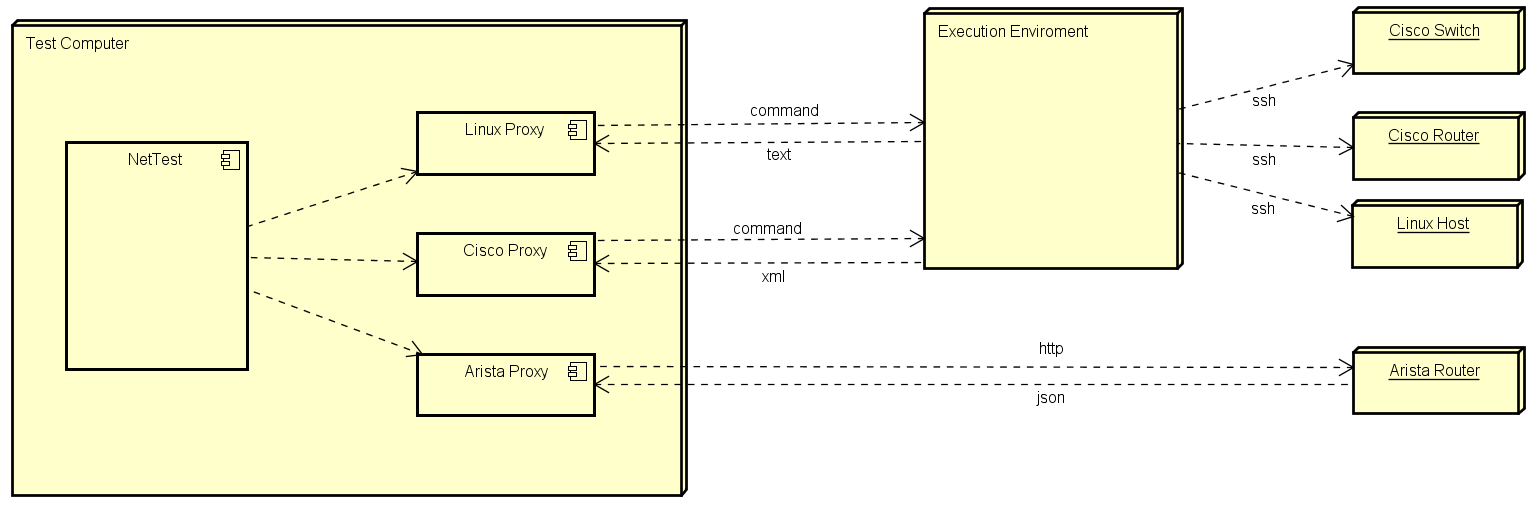 Test Computer
NetTest
Linux Proxy
Cisco Proxy
Arista Proxy
command
text
command
xml
http
json
Execution Enviroment
ssh
ssh
ssh
Cisco Switch
Cisco Router
Linux Host
Arista Router